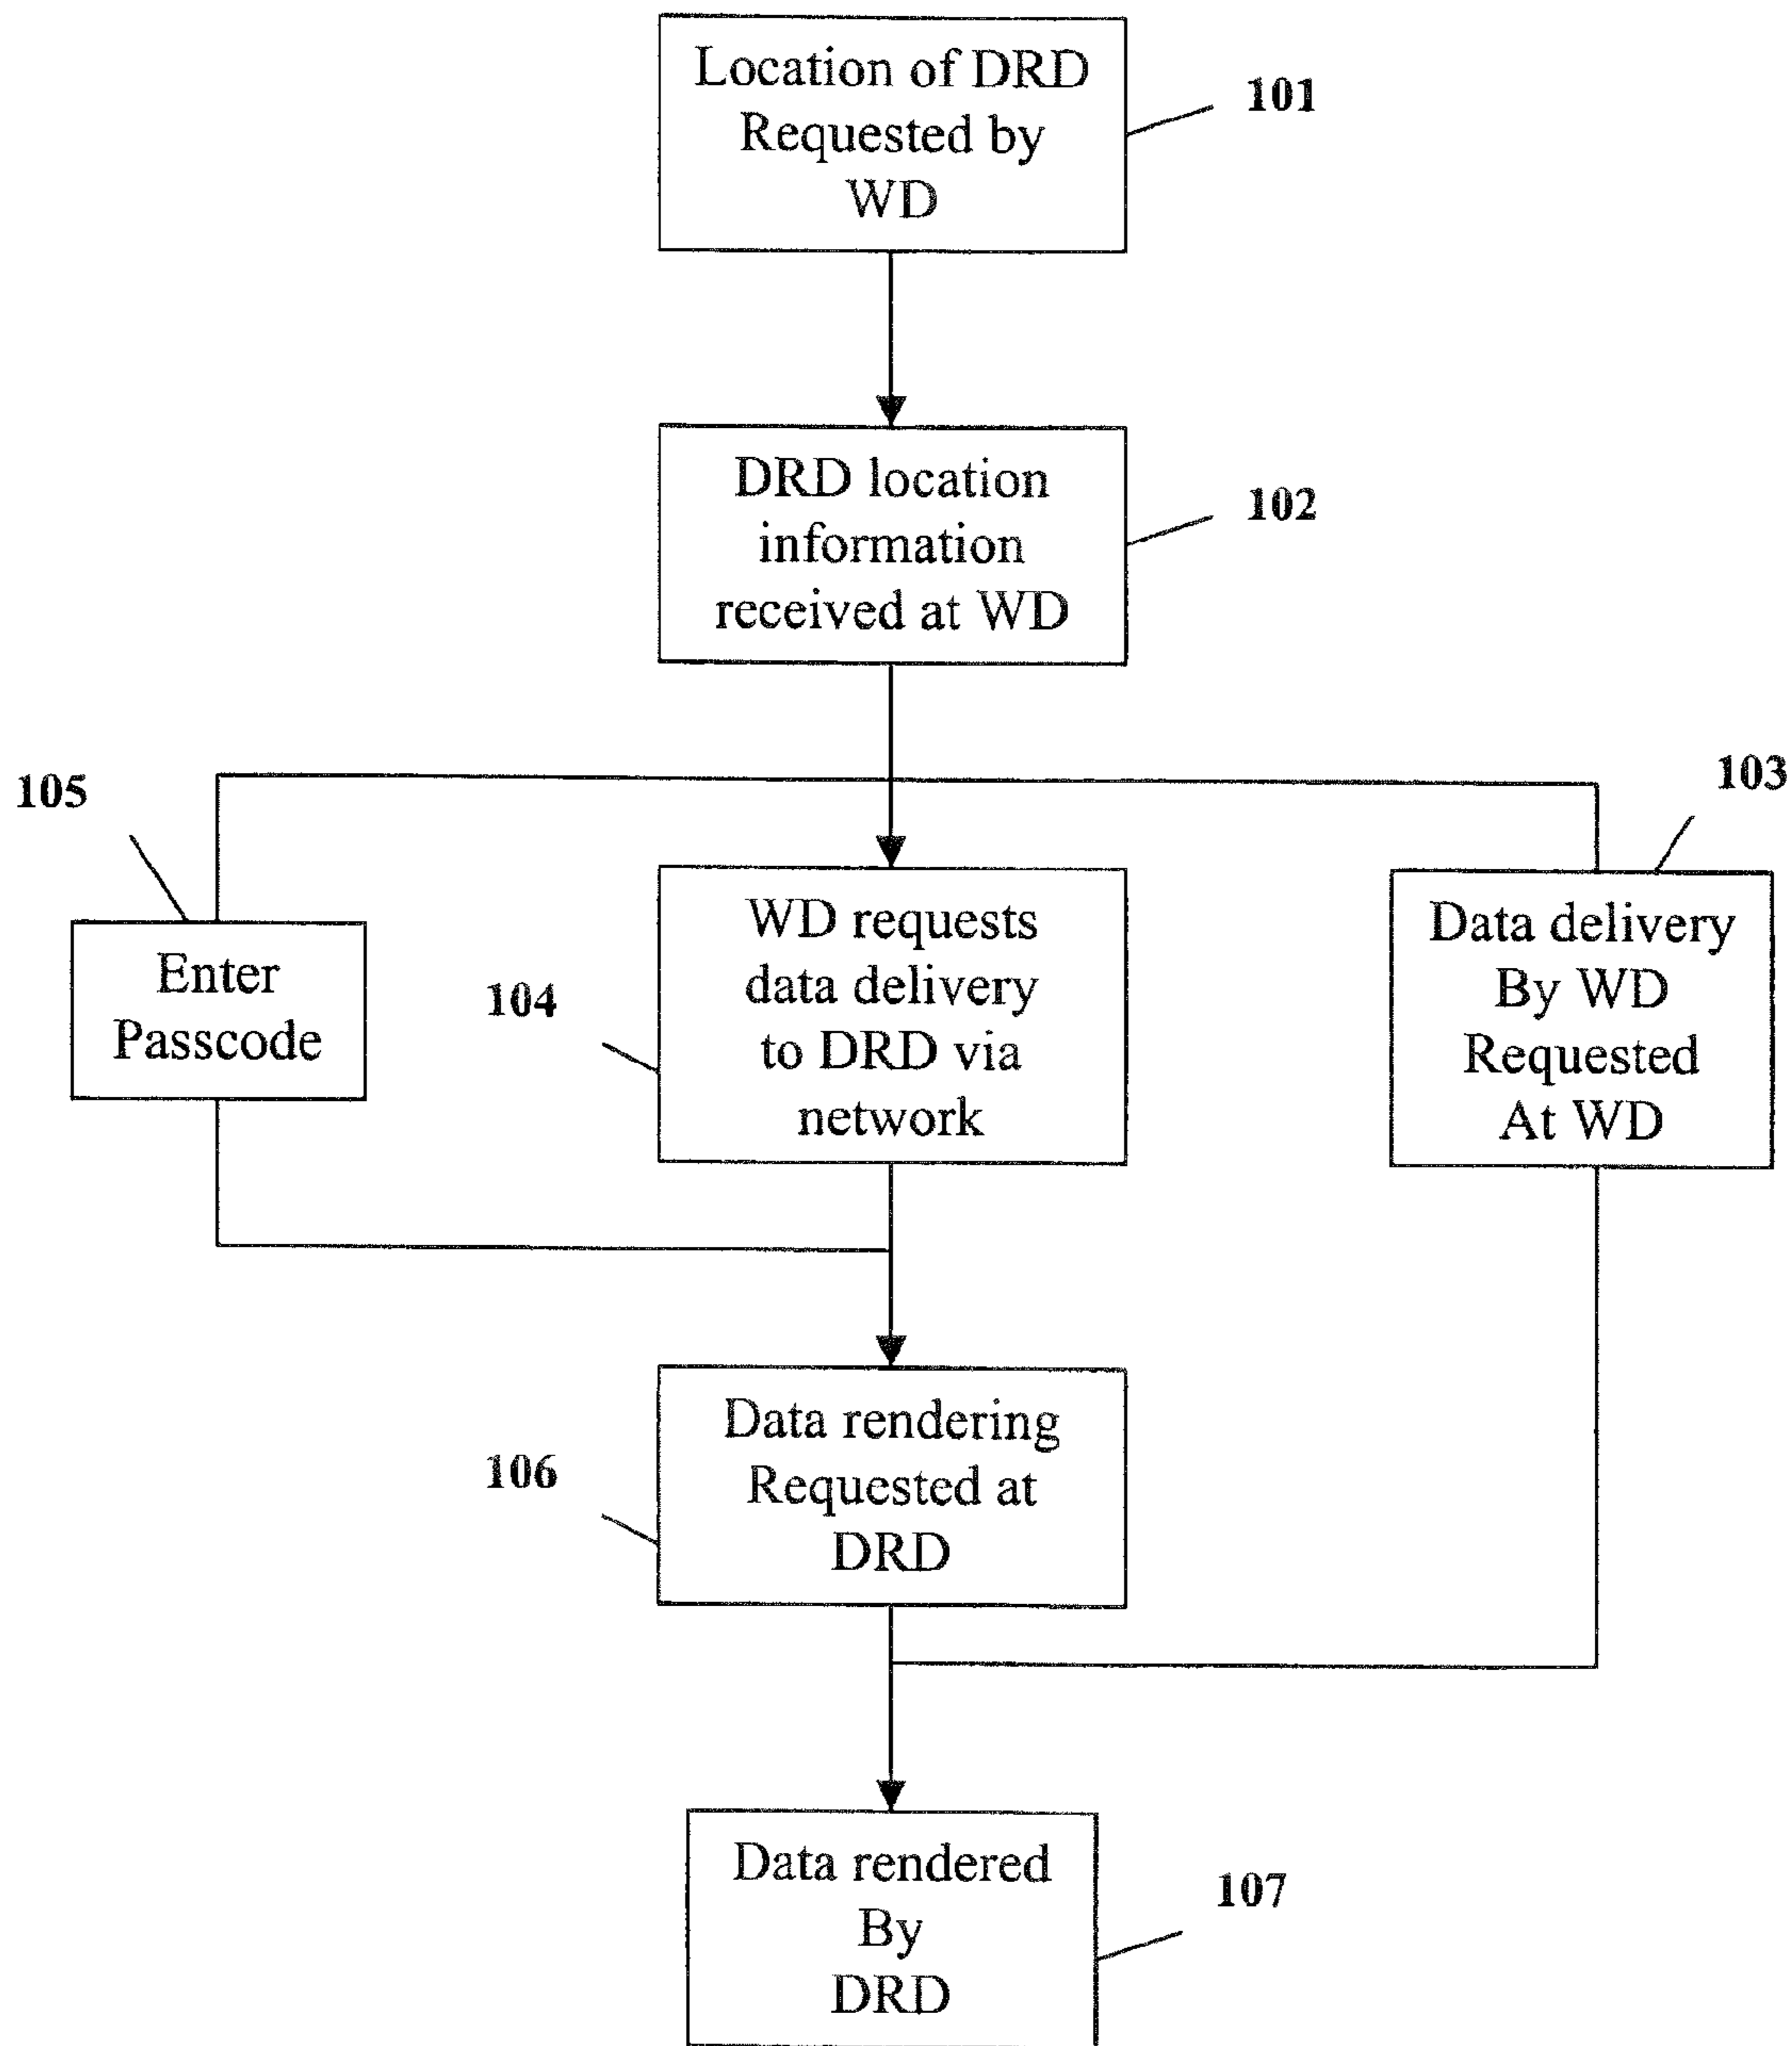 Location of DRD
Requested by
WD
101
DRD location
information
received at WD
102
105
Enter
Passcode
104
WD requests
data delivery
to DRD via
network
103
Data delivery
By WD
Requested
At WD
106
Data rendering
Requested at
DRD
Data rendered
By
DRD
107